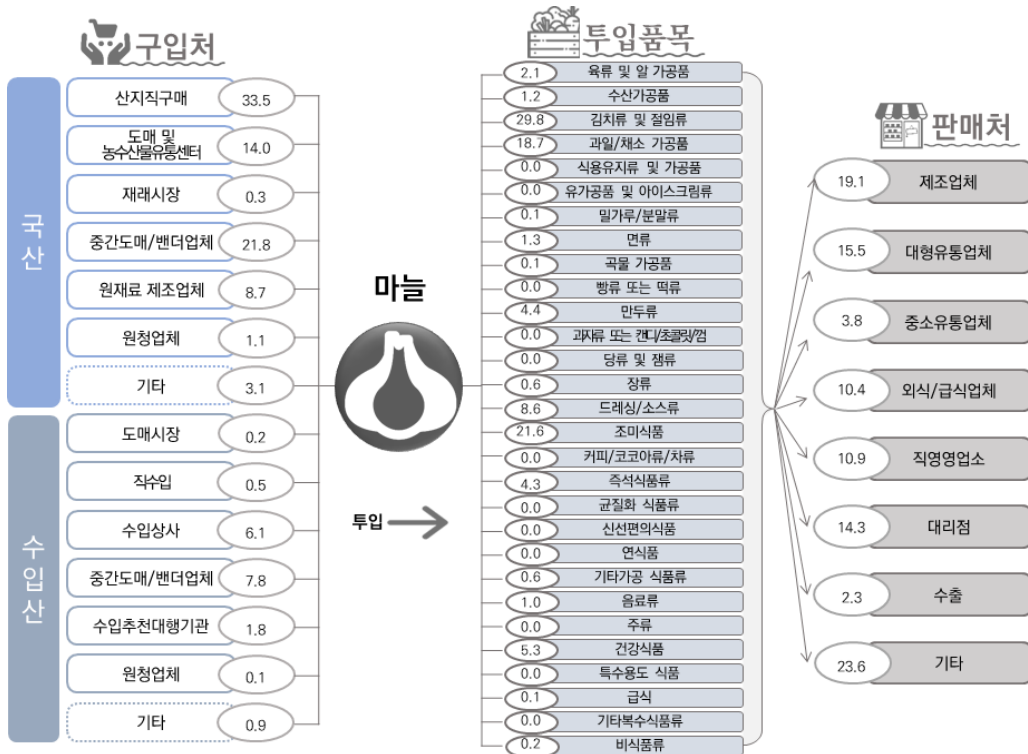 구입처
국산
산지직구매 33.5
도매 및
농수산물유통센터 14.0
재래시장 0.3
중간도매/밴더업체 21.8
원재료 제조업체 8.7
원청업체 1.1
기타 3.1
수입산
도매시장 0.2
직수입 0.5
수입상사 6.1
중간도매/밴더업체 7.8
수입추천대행기관 1.8
원청업체 0.1
기타 0.9
마늘
투입
투입품목
2.1 육류 및 알 가공품
1.2 수산가공품
29.8 김치류 및 절임류
18.7 과일/채소 가공품
0.0 식용유지류 및 가공품
0.0 유가공품 및 아이스크림류
0.1 밀가루/분말류
1.3 면류
0.1 곡물 가공품
0.0 빵류 또는 떡류
4.4 만두류
0.0 과자류 또는 캔디/초콜릿/껌
0.0 당류 및 잼류
0.6 장류
8.6 드레싱/소스류
21.6 조미식품
0.0 커피/코코아류/차류
4.3 즉석식품류
0.0 균질화 식품류
0.0 신선편의식품
0.0 연식품
0.6 기타가공 식품류
1.0 음료류
0.0 주류
5.3 건강식품
0.0 특수용도 식품
0.1 급식
0.0 기타복수식품류
0.2 비식품류
판매처
19.1 제조업체
15.5 대형유통업체
3.8 중소유통업체
10.4 외식/급식업체
10.9 직영영업소
14.3 대리점
2.3 수출
23.6 기타